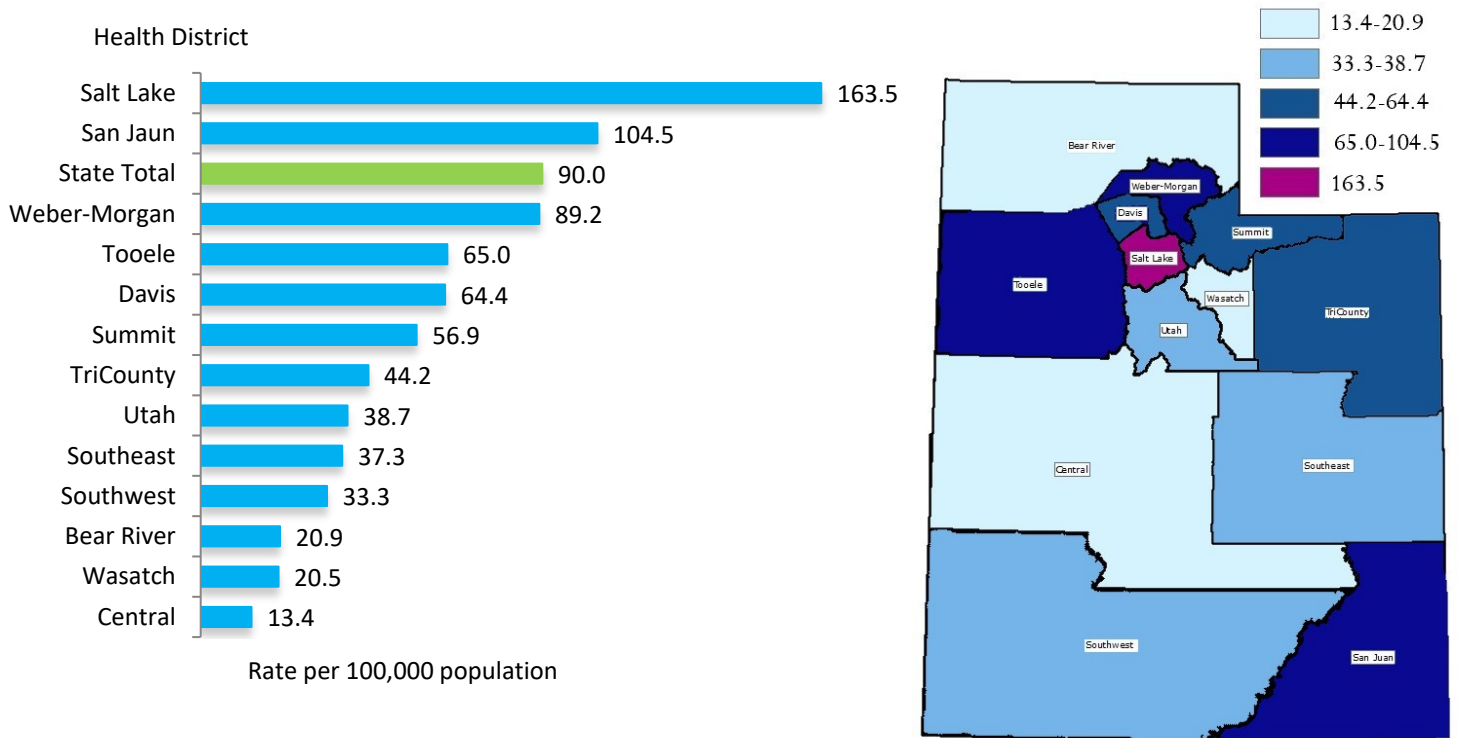 Health District
Salt Lake 163.5
San Jaun 104.5
State Total 90.0
Weber-Morgan 89.2
Tooele 65.0
Davis 64.4
Summit 56.9
TriCounty 44.2
Utah 38.7
Southeast 37.3
Southwest 33.3
Bear River 20.9
Wasatch 20.5
Central 13.4
Rate per 100,000 population
13.4-20.9
33.3-38.7
44.2-64.4
65.0-104.5
163.5
Bear River
Weber-Morgan
Davis
Summit
Salt Lake
Tooele
Wasatch
TriCounty
Utah
Central
Southeast
Southwest
San Juan